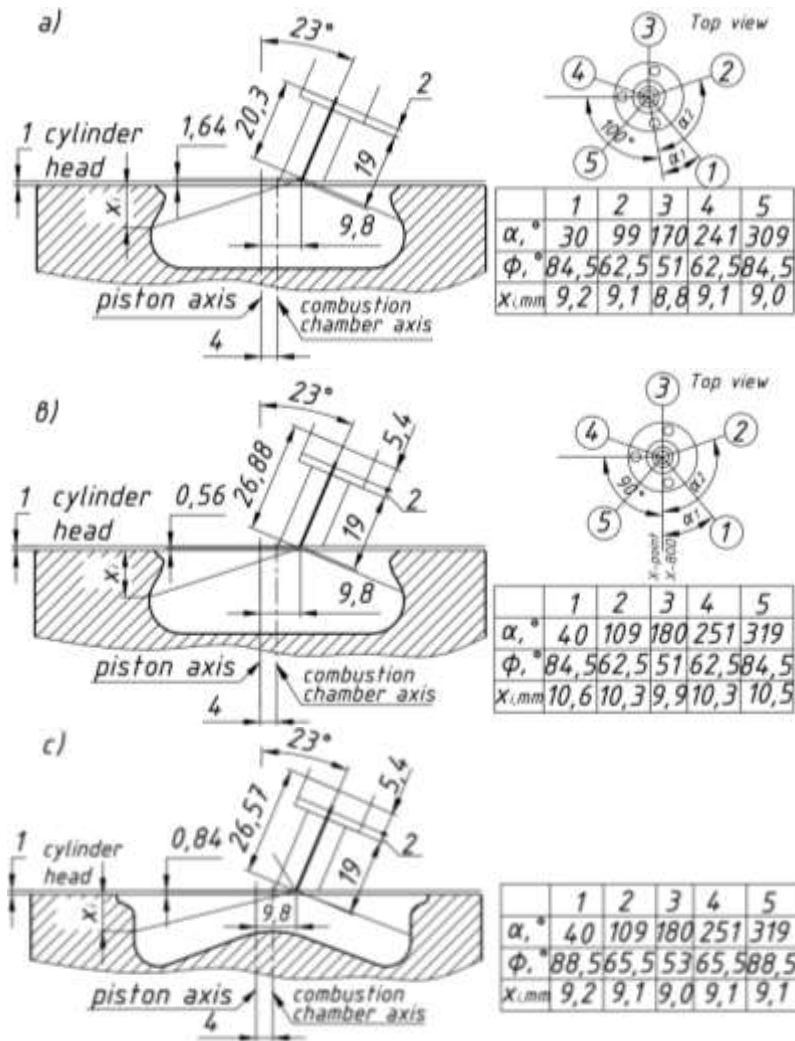 а)
23°
2
20,3
19
1,64
1 cylinder
head
xi
9,8
piston axis
combustion
chamber axis
4
Top view
3
4
2
100°
α2
α1
5
1
1 2 3 4 5
α,° 30 99 170 241 309
ϕ,° 84,5 62,5 51 62,5 84,5
xi,mm 9,2 9,1 8,8 9,1 9,0
в)
23°
5,4
26,88
2
19
1 cylinder
head
0,56
xi
9,8
piston axis
combustion
chamber axis
4
Top view
3
4
2
90°
α2
α1
5
1
1 2 3 4 5
α,° 40 109 180 251 319
ϕ,° 84,5 62,5 51 62,5 84,5
xi,mm 10,6 10,3 9,9 10,3 10,5
с)
23°
5,4
26,57
2
19
1 cylinder
head
0,84
xi
9,8
piston axis
combustion
chamber axis
4
1 2 3 4 5
α,° 40 109 180 251 319
ϕ,° 88,5 65,5 53 65,5 88,5
xi,mm 9,2 9,1 9,0 9,1 9,1